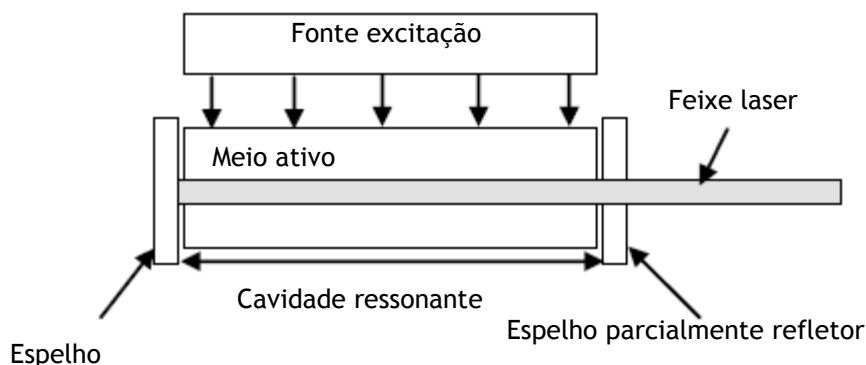 Fonte excitação
Feixe laser
Meio ativo
Cavidade ressonante
Espelho parcialmente refletor
Espelho